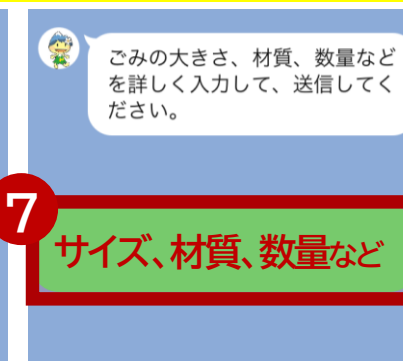 ごみの大きさ、材質、数量など
を詳しく入力して、送信してく
ださい。
7
サイズ、材質、数量など